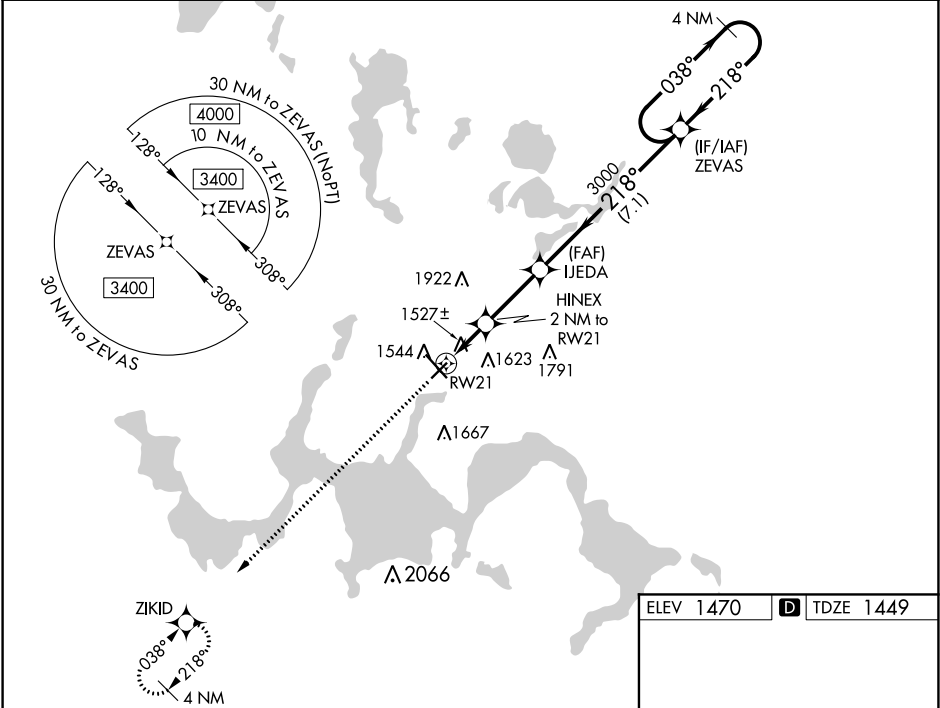 4 NM
038°
218°
(IF/IAF)
ZEVAS
30 NM to ZEVAS (NoPT)
4000
10 NM to ZEVAS
128°
3400
ZEVAS
308°
128°
ZEVAS
3400
308°
30 NM to ZEVAS
3000
218°
(7.1)
(FAF)
IJEDA
HINEX
2 NM to
RW21
1922
1527±
1544
1623
1791
RW21
1667
2066
ZIKID
038°
218°
4 NM
ELEV 1470 D TDZE 1449